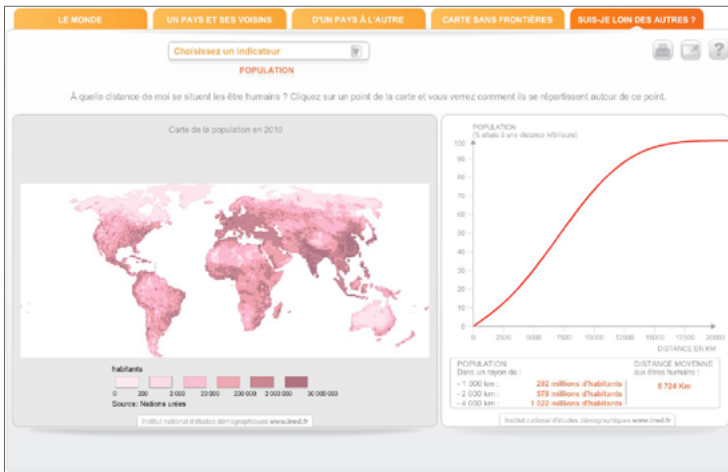 LE MONDE
UN PAYS ET SES VOISINS
D'UN PAYS À L'AUTRE
CARTE SANS FRONTIÈRES
SUIS-JE LOIN DES AUTRES ?
Choisissez un indicateur
?
POPULATION
À quelle distance de moi se situent les être humains ? Cliquez sur un point de la carte et vous verrez comment ils se répartissent autour de ce point.
Carte de la population en 2010
habitants
0 200 2 000 20 000 200 000 2 000 000 30 000 000
Source: Nations unies
Institut national d'études démographiques www.ined.fr
POPULATION
(% située à une distance inférieure)
100
90
80
70
60
50
40
30
20
10
0
0 2500 5000 7500 10000 12500 15000 17500 20000
DISTANCE EN KM
POPULATION
Dans un rayon de :
- 1 000 km : 292 millions d'habitants
- 2 000 km : 578 millions d'habitants
- 4 000 km : 1 022 millions d'habitants
DISTANCE MOYENNE
aux êtres humains :
5 724 Km
Institut national d'études démographiques www.ined.fr